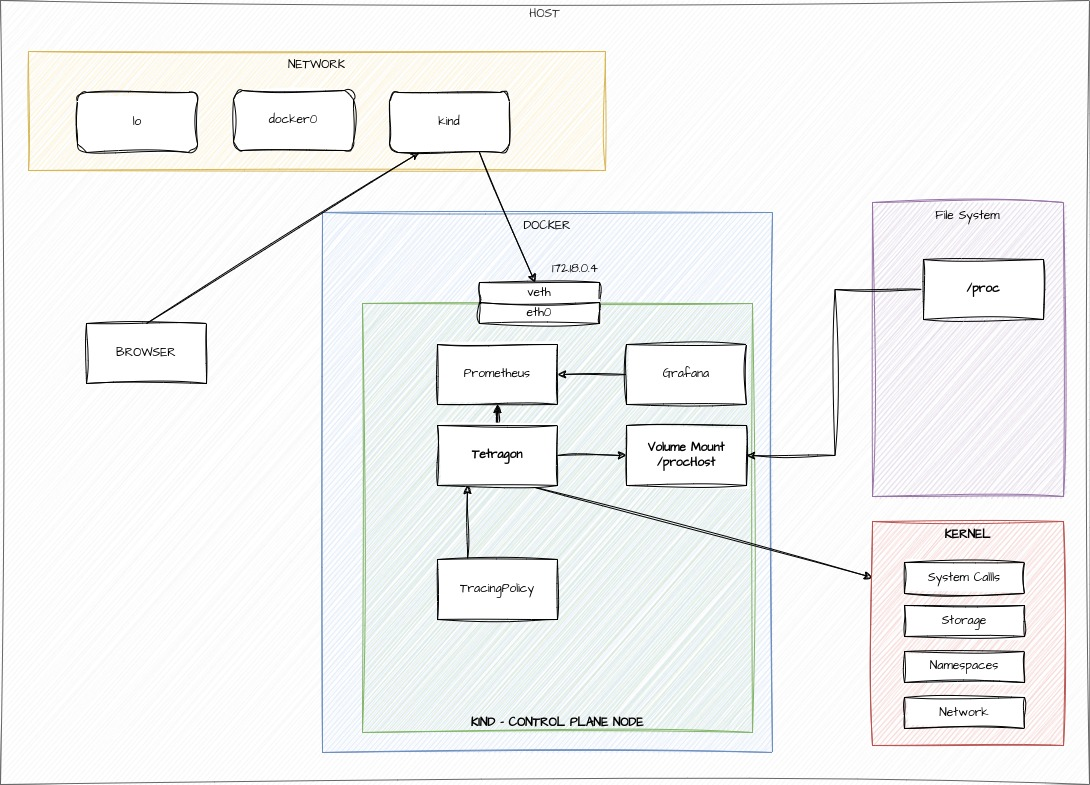 HOST
NETWORK
lo
docker0
kind
DOCKER
File System
172.18.0.4
/proc
veth
eth0
BROWSER
Prometheus
Grafana
Tetragon
Volume Mount
/procHost
KERNEL
System Callls
TracingPolicy
Storage
Namespaces
Network
KIND - CONTROL PLANE NODE